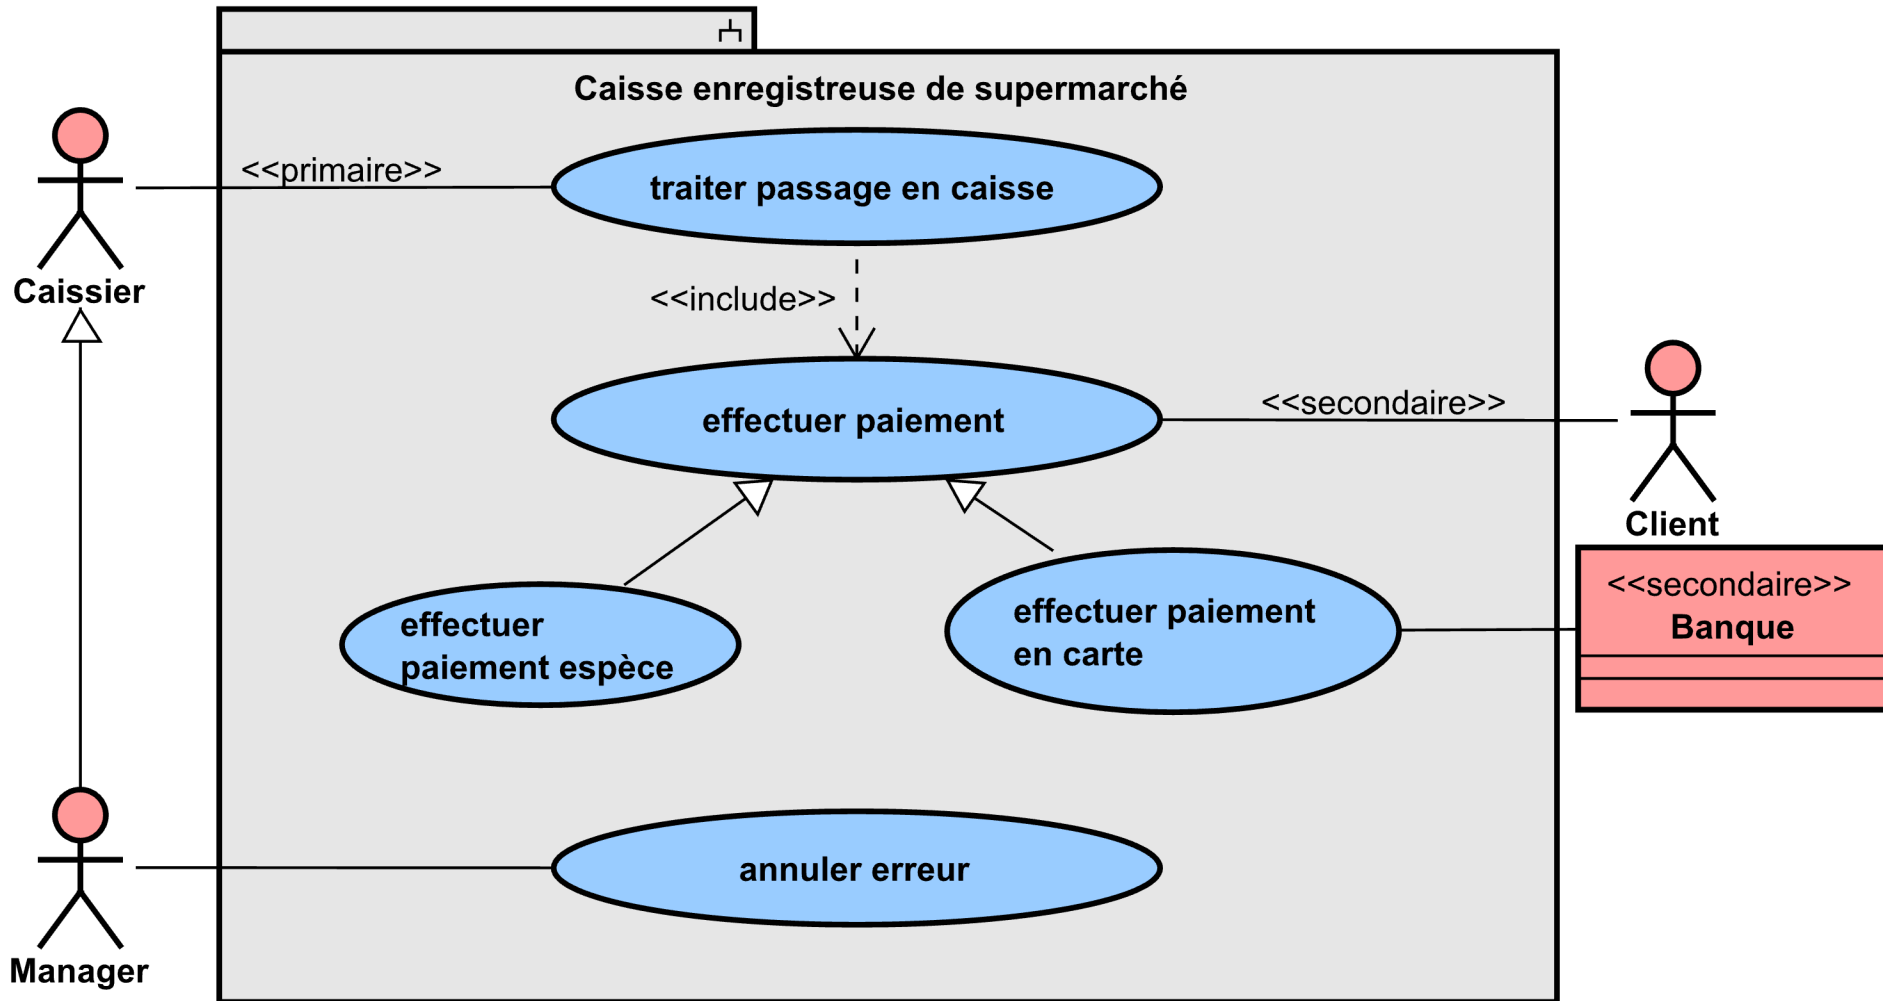 Caisse enregistreuse de supermarché
<<primaire>>
traiter passage en caisse
Caissier
<<include>>
effectuer paiement
<<secondaire>>
Client
effectuer
paiement espèce
effectuer paiement
en carte
<<secondaire>>
Banque
annuler erreur
Manager